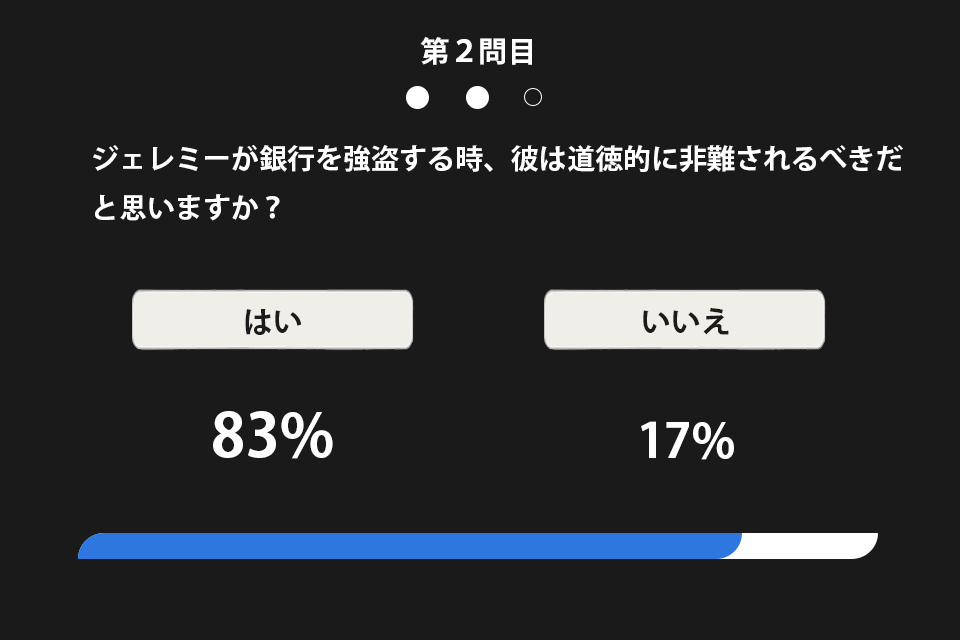 第２問目
ジェレミーが銀行を強盗する時、彼は道徳的に非難されるべきだ
と思いますか？
はい
いいえ
83%
17%